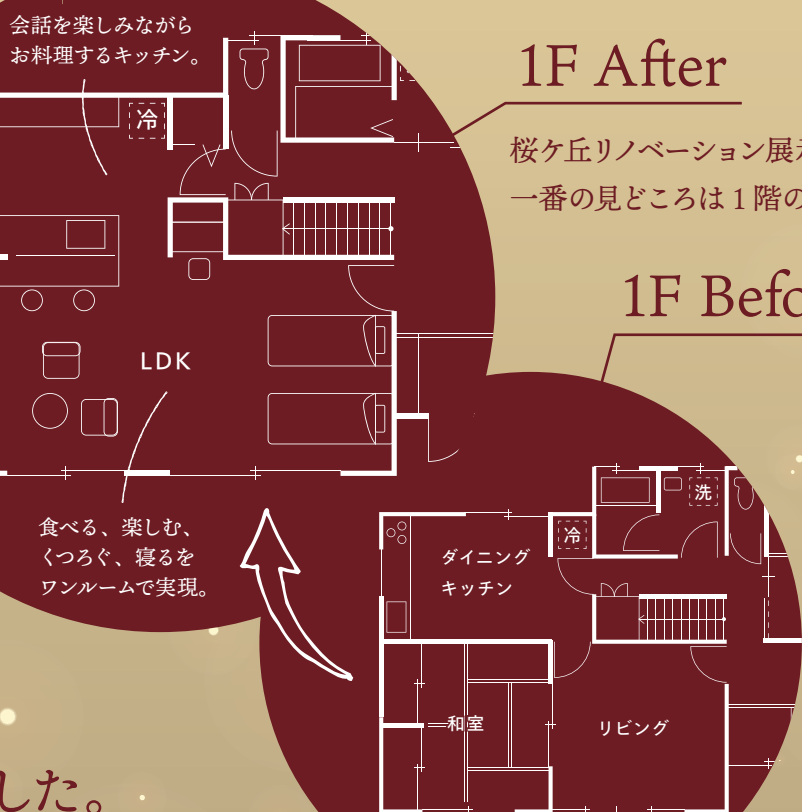 会話を楽しみながら
お料理するキッチン。
冷
1F After
桜ケ丘リノベーション展
一番の見どころは1階の
1F Befo
LDK
食べる、楽しむ、
くつろぐ、寝るを
ワンルームで実現。
洗
冷
ダイニング
キッチン
和室
リビング
した。